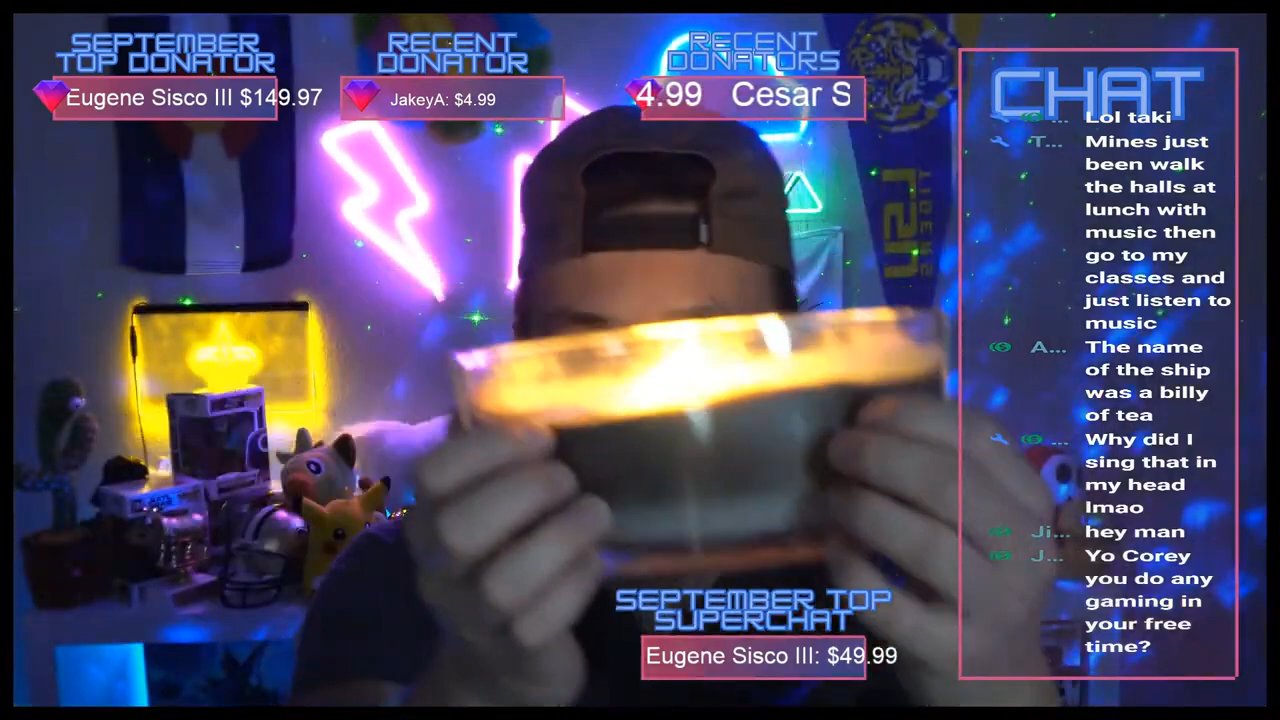 SEPTEMBER
TOP DONATOR
Eugene Sisco III $149.97
RECENT
DONATOR
JakeyA: $4.99
RECENT
DONATORS
4.99 Cesar S
CHAT
... Lol taki
T... Mines just
been walk
the halls at
lunch with
music then
go to my
classes and
just listen to
music
A... The name
of the ship
was a billy
of tea
... Why did I
sing that in
my head
lmao
Ji... hey man
J... Yo Corey
you do any
gaming in
your free
time?
SEPTEMBER TOP
SUPERCHAT
Eugene Sisco III: $49.99